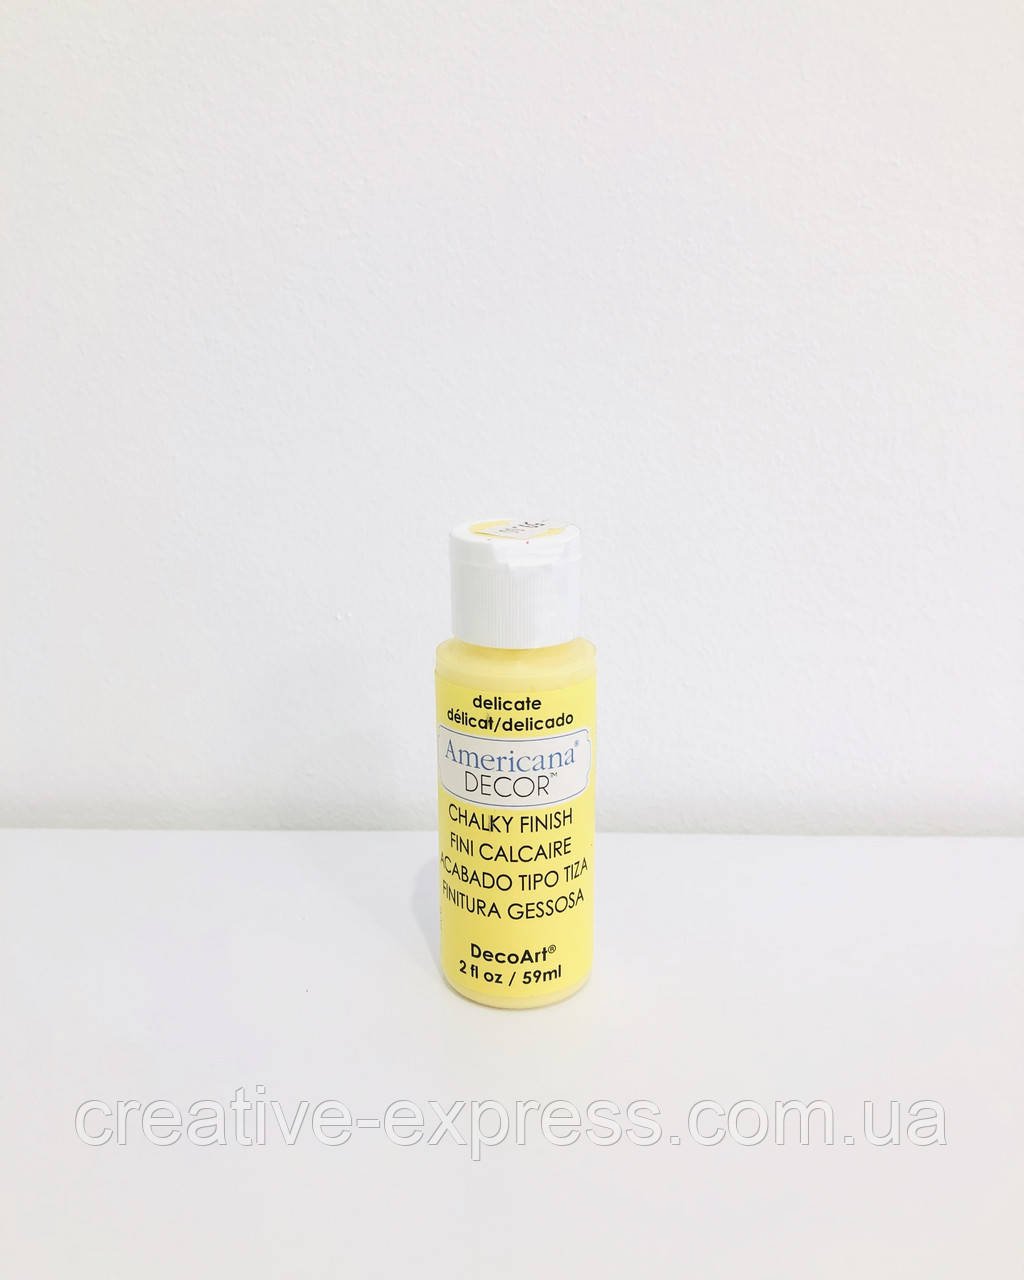 delicate
délicat/delicado
Americana®
DECOR™
CHALKY FINISH
FINI CALCAIRE
ACABADO TIPO TIZA
FINITURA GESSOSA
DecoArt®
2 fl oz / 59ml
creative-express.com.ua